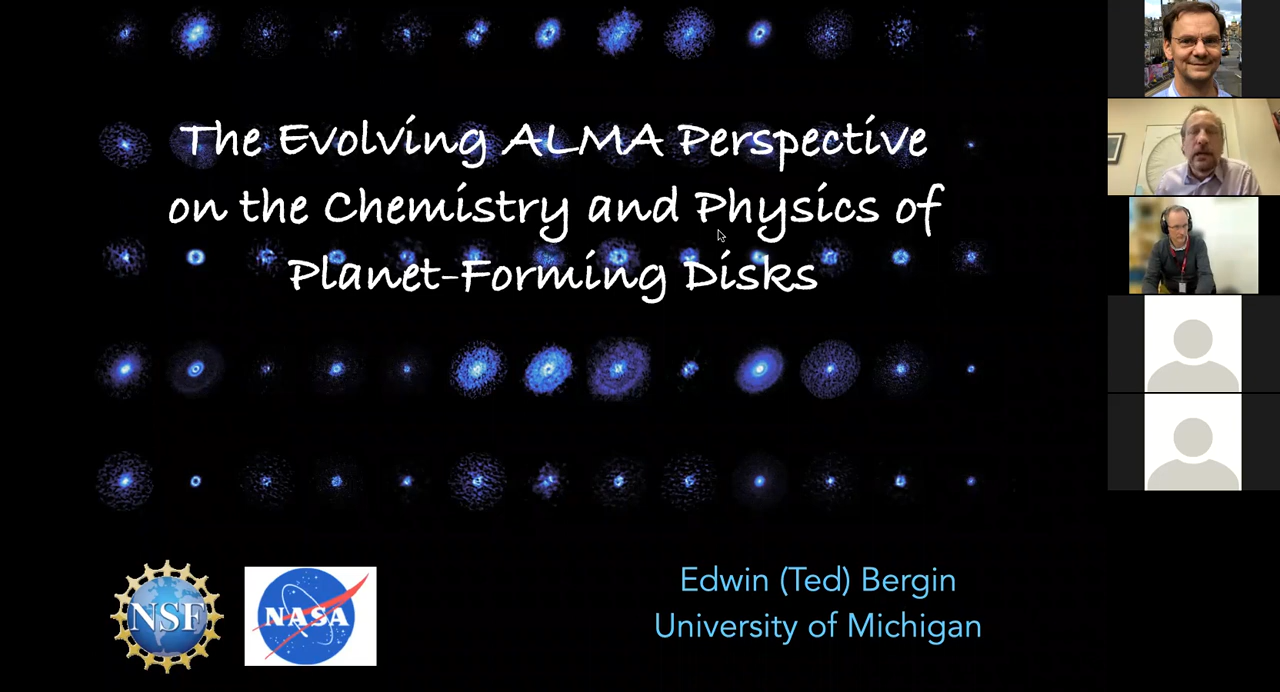 The Evolving ALMA Perspective
on the Chemistry and Physics of
Planet-Forming Disks
NSF
NASA
Edwin (Ted) Bergin
University of Michigan